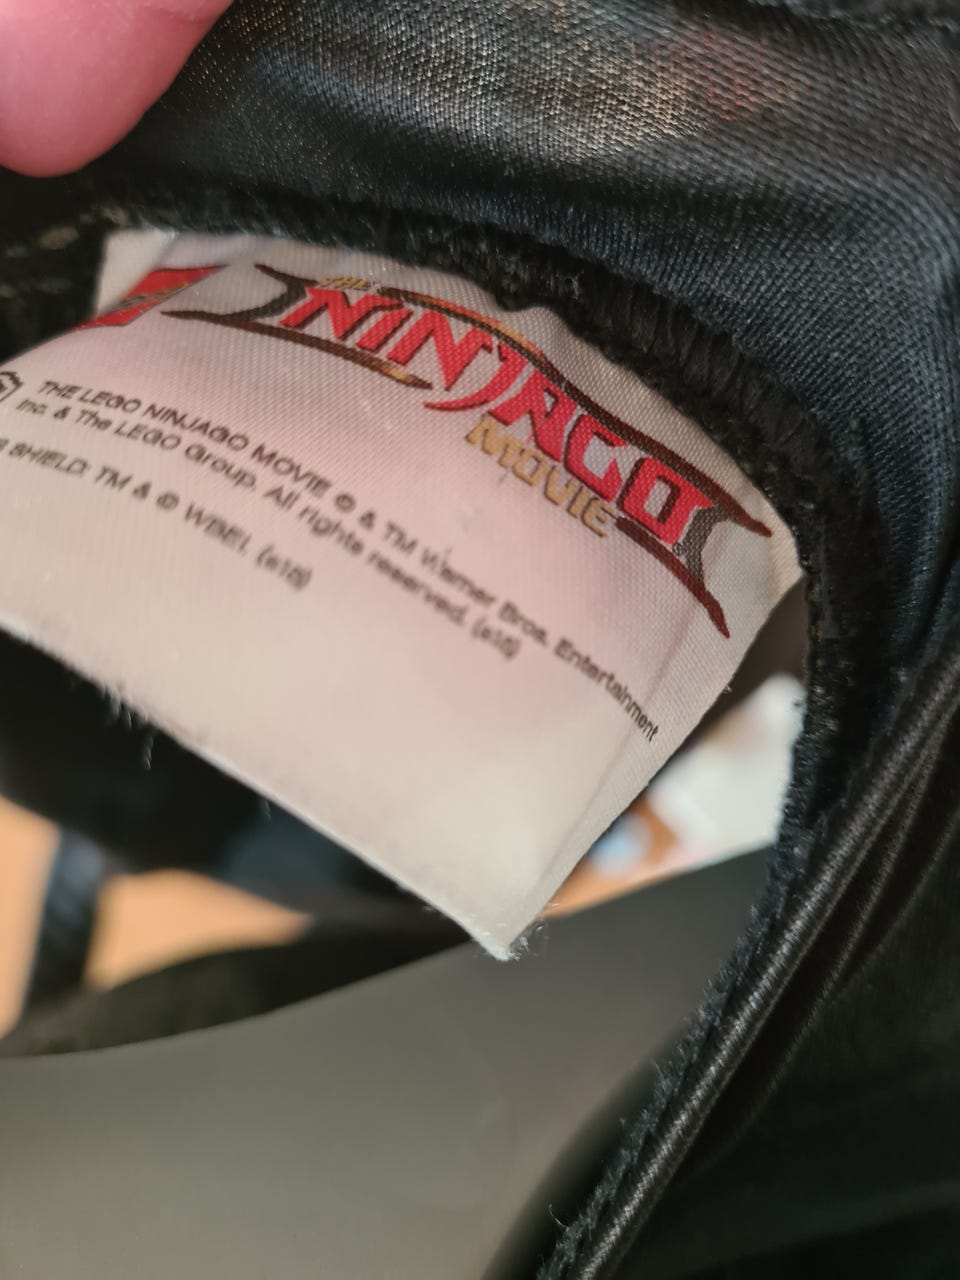 THE
NINJAGO®
MOVIE
THE LEGO NINJAGO MOVIE © & TM Warner Bros. Entertainment
Inc. & The LEGO Group. All rights reserved. (s18)
SHIELD: TM & © WBEI. (s18)